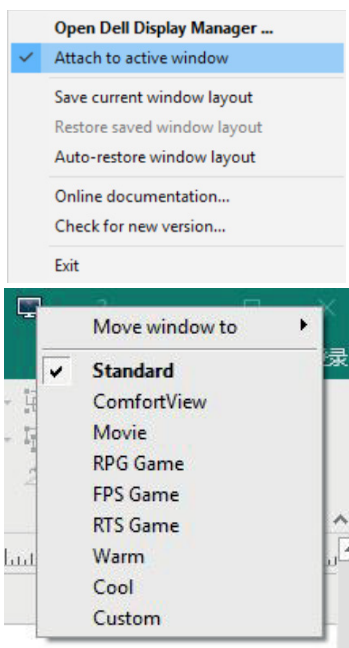 Open Dell Display Manager ...
Attach to active window
Save current window layout
Restore saved window layout
Auto-restore window layout
Online documentation...
Check for new version...
Exit
Move window to
Standard
ComfortView
Movie
RPG Game
FPS Game
RTS Game
Warm
Cool
Custom
录